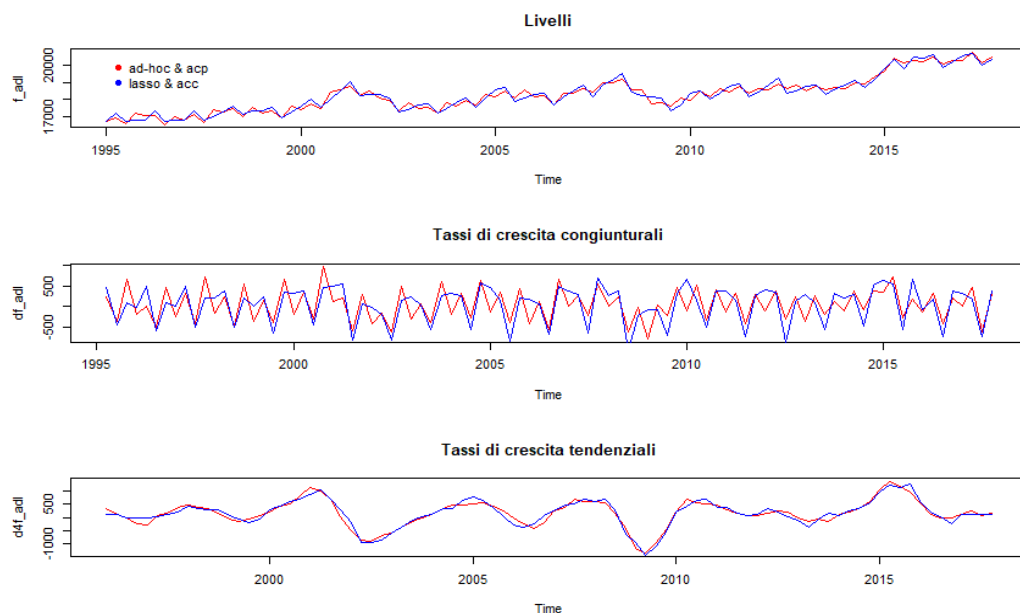 Livelli
f_adl
20000
17000
ad-hoc & acp
lasso & acc
1995 2000 2005 2010 2015
Time
Tassi di crescita congiunturali
df_adl
500
-500
1995 2000 2005 2010 2015
Time
Tassi di crescita tendenziali
d4f_adl
500
-1000
2000 2005 2010 2015
Time